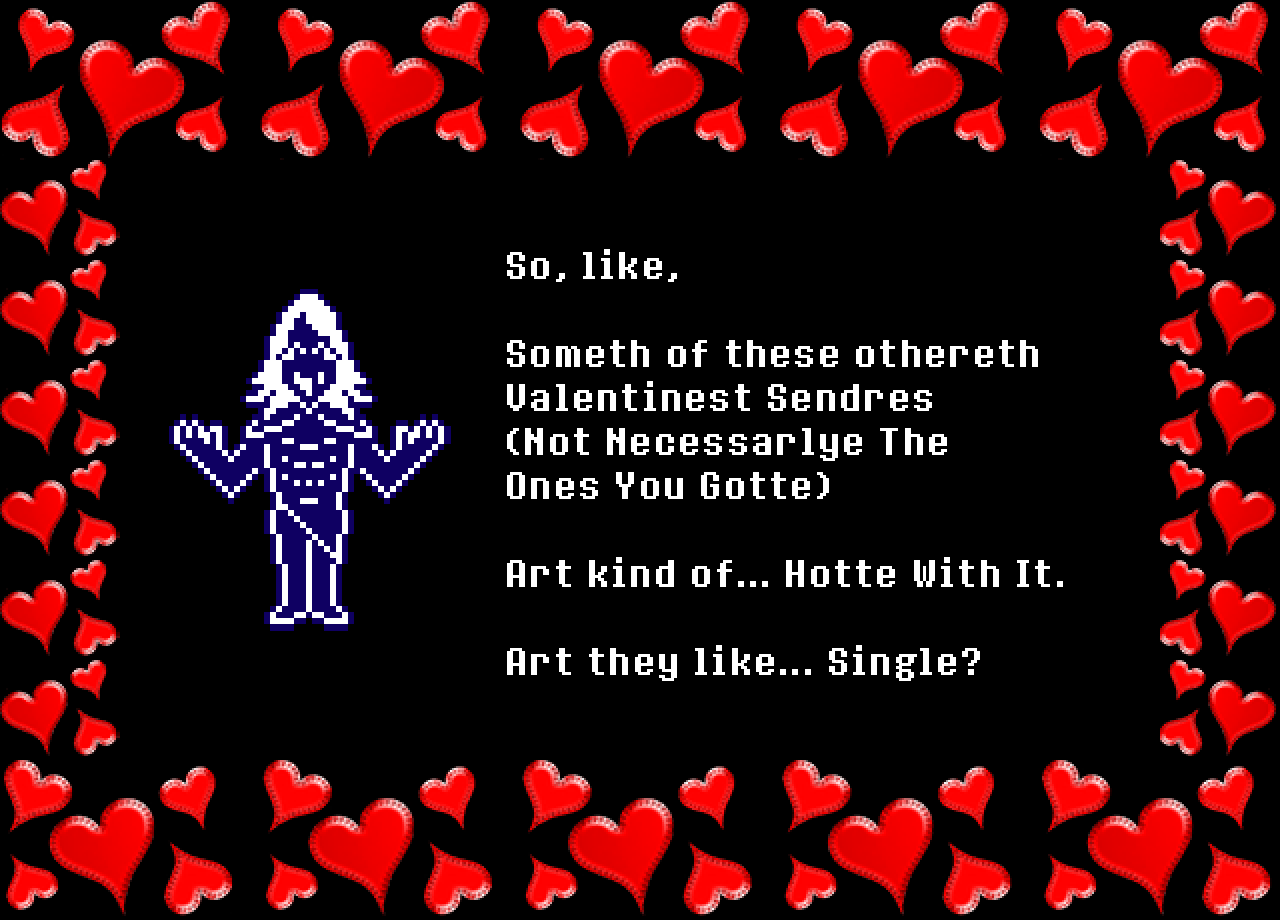 So, like,
Someth of these othereth
Valentinest Sendres
(Not Necessarlye The
Ones You Gotte)
Art kind of... Hotte With It.
Art they like... Single?